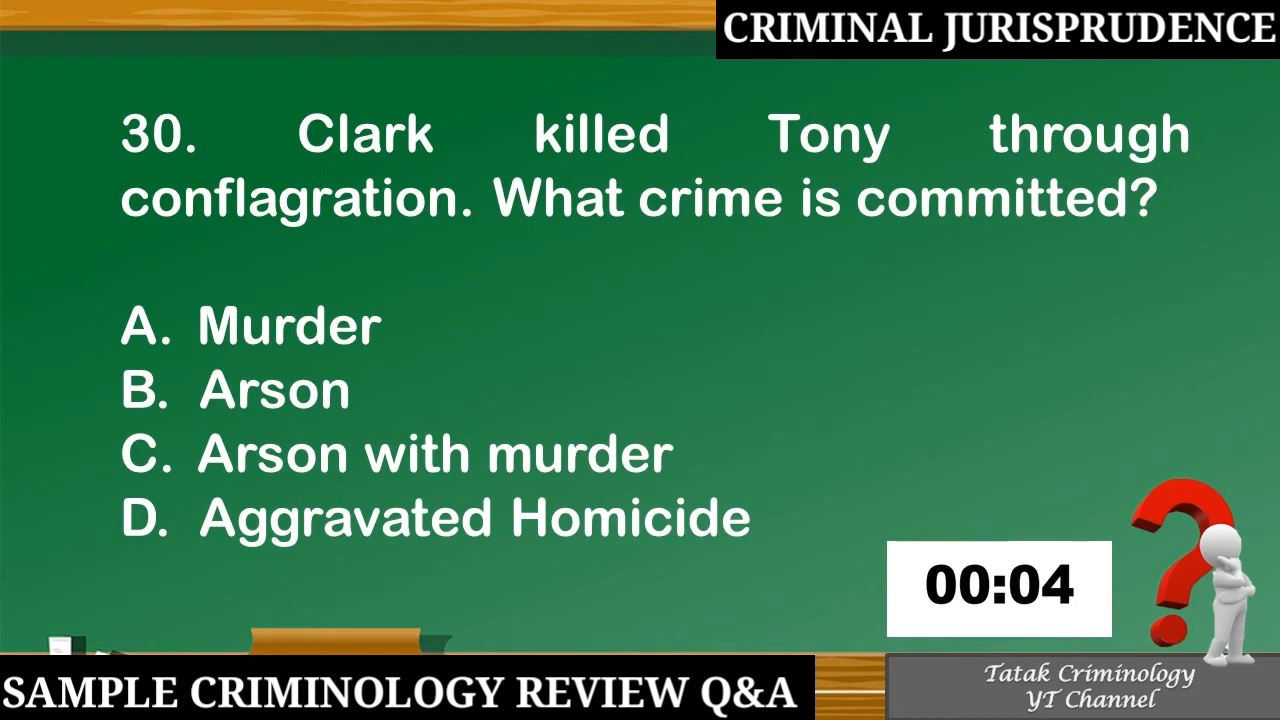 CRIMINAL JURISPRUDENCE
30. Clark killed Tony through
conflagration. What crime is committed?
A. Murder
B. Arson
C. Arson with murder
D. Aggravated Homicide
00:04
Tatak Criminology
YT Channel
SAMPLE CRIMINOLOGY REVIEW Q&A